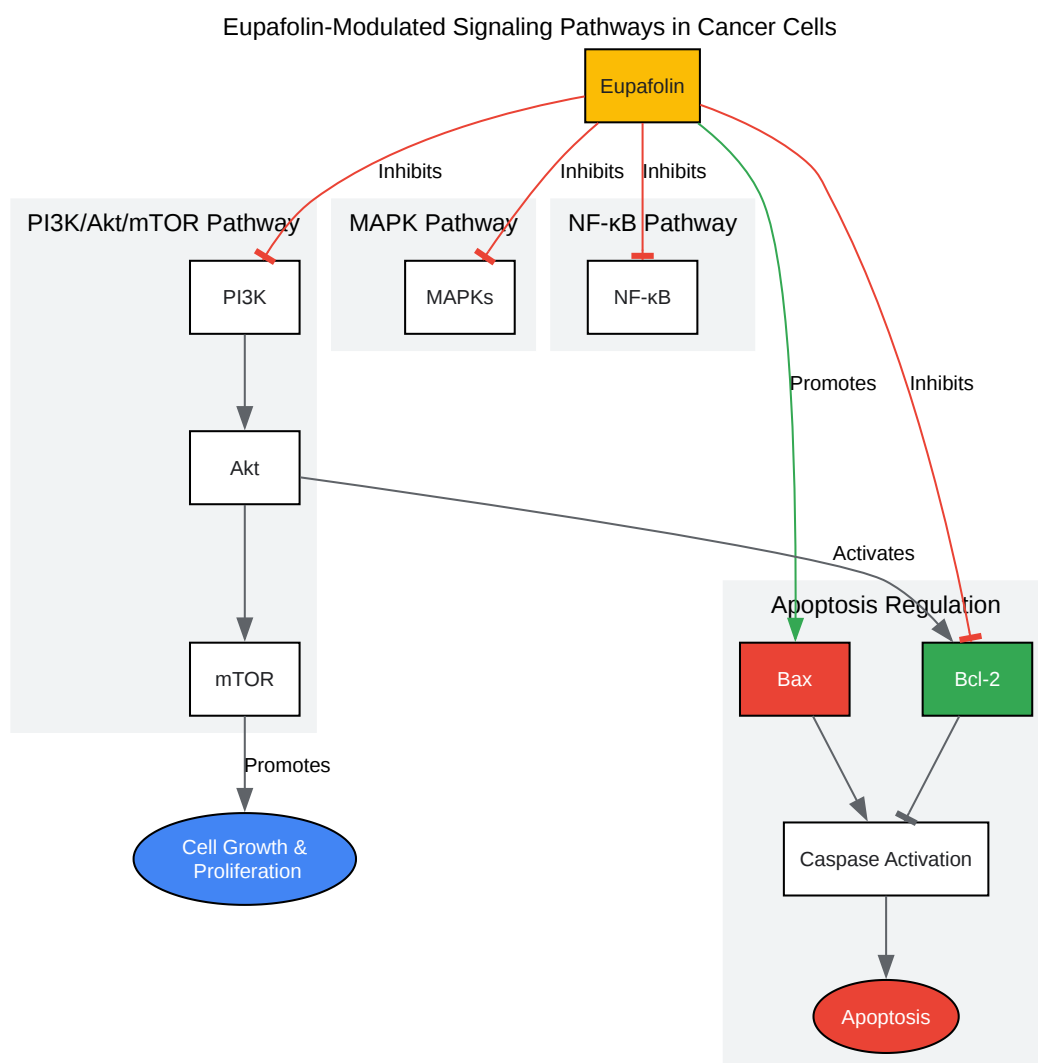 Eupafolin-Modulated Signaling Pathways in Cancer Cells
Eupafolin
Inhibits
Inhibits
Inhibits
PI3K/Akt/mTOR Pathway
MAPK Pathway
NF-κB Pathway
PI3K
MAPKs
NF-κB
Promotes
Inhibits
Akt
Activates
Apoptosis Regulation
mTOR
Bax
Bcl-2
Promotes
Cell Growth &
Proliferation
Caspase Activation
Apoptosis